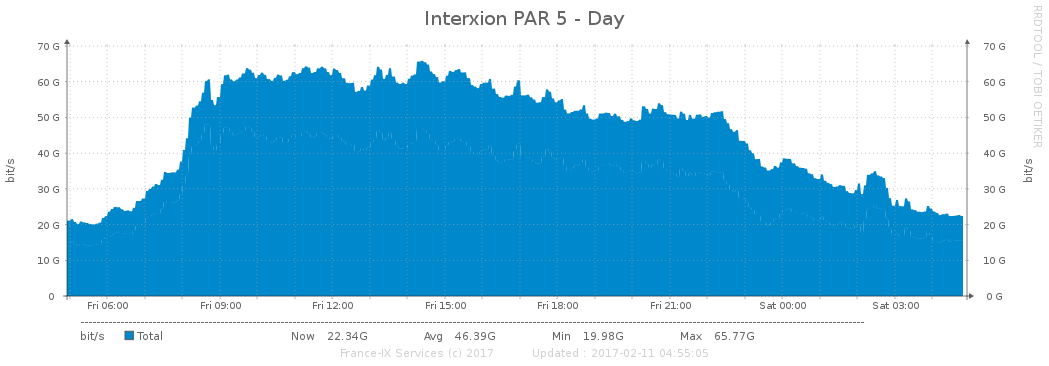 Interxion PAR 5 - Day
RRDTOOL / TOBI OETIKER
70 G 70 G
60 G 60 G
50 G 50 G
40 G 40 G
30 G 30 G
20 G 20 G
10 G 10 G
0 0 G
bit/s bit/s
Fri 06:00 Fri 09:00 Fri 12:00 Fri 15:00 Fri 18:00 Fri 21:00 Sat 00:00 Sat 03:00
bit/s Total Now 22.34G Avg 46.39G Min 19.98G Max 65.77G
France-IX Services (c) 2017 Updated : 2017-02-11 04:55:05